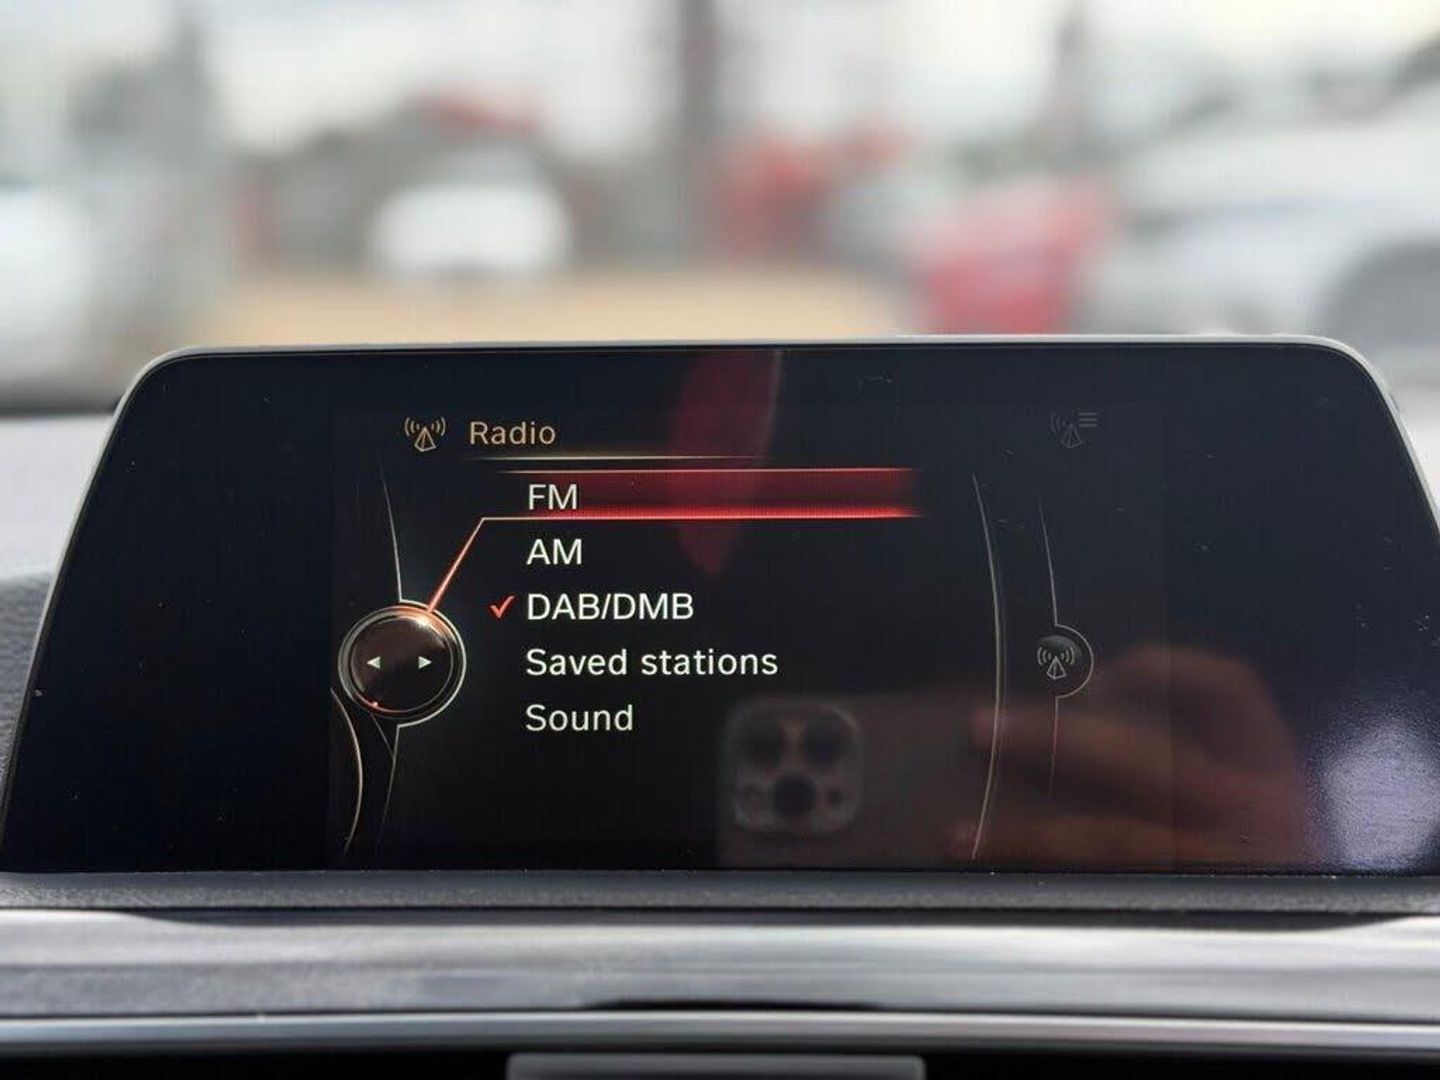 Radio
FM
AM
DAB/DMB
Saved stations
Sound